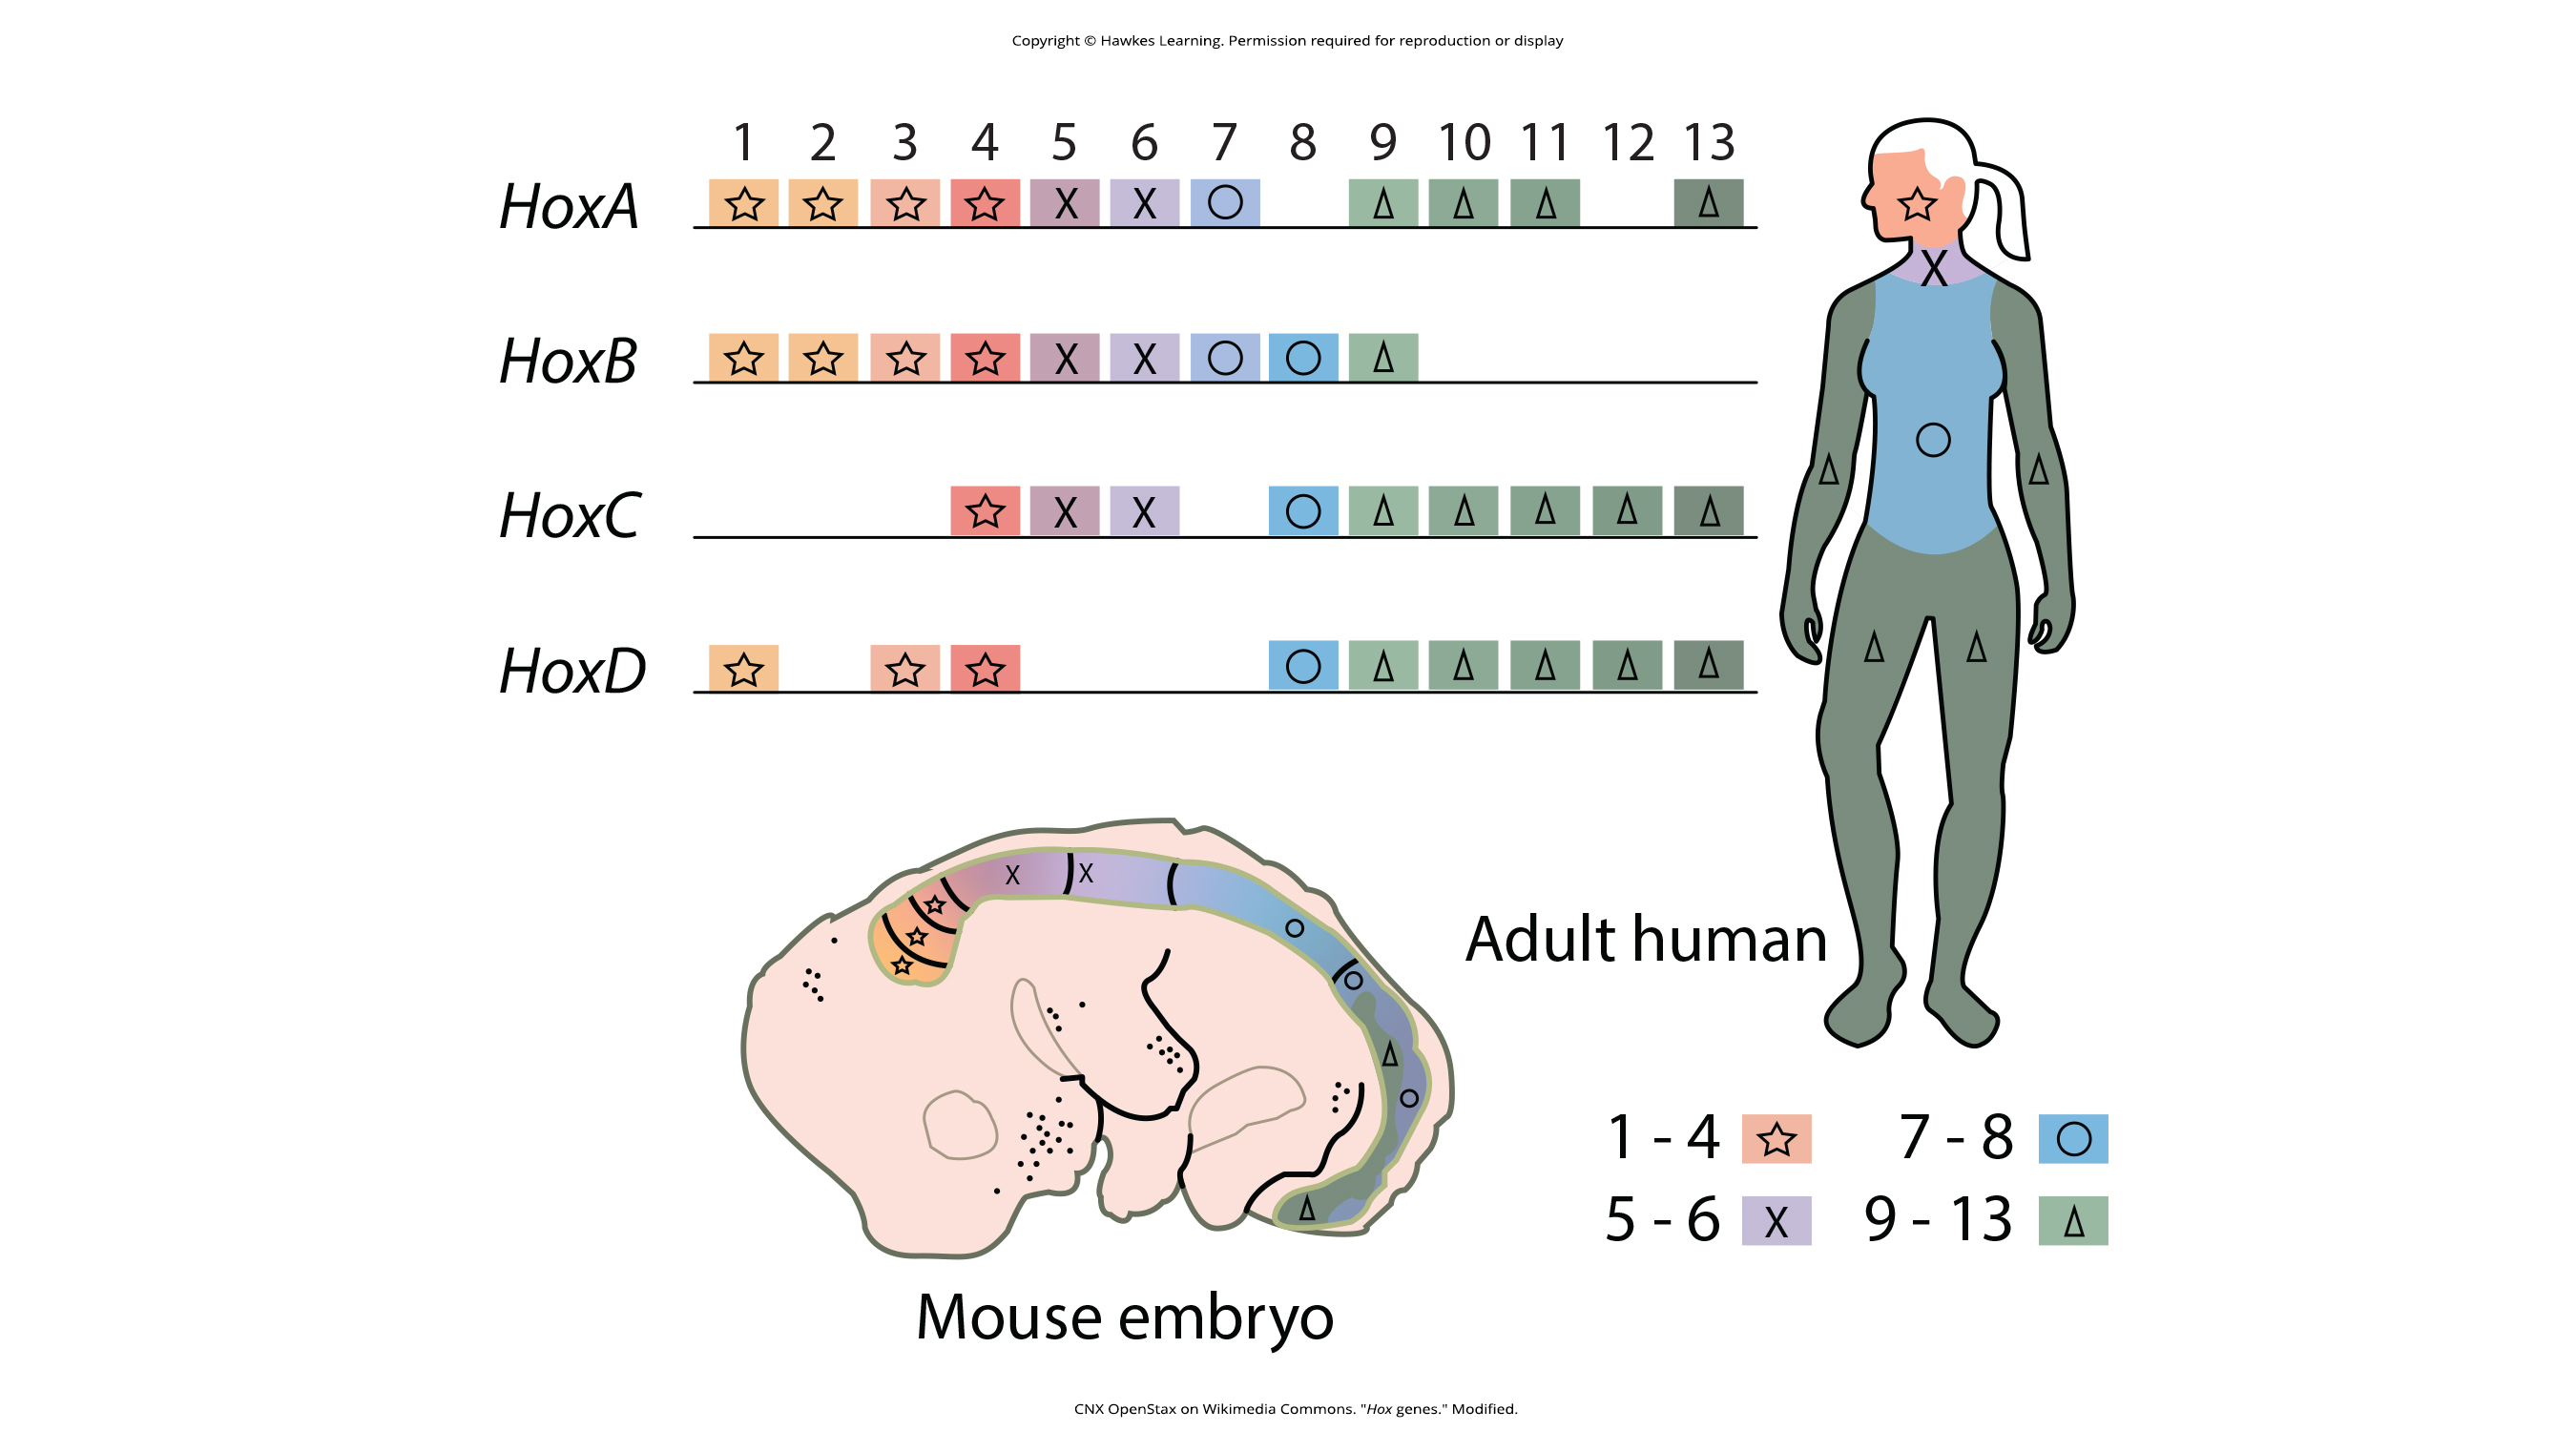 Copyright © Hawkes Learning. Permission required for reproduction or display
1 2 3 4 5 6 7 8 9 10 11 12 13
HoxA
X X
HoxB
X X
HoxC
X X
HoxD
X
X X
Adult human
1 - 4
7 - 8
5 - 6 X
9 - 13
Mouse embryo
CNX OpenStax on Wikimedia Commons. "Hox genes." Modified.